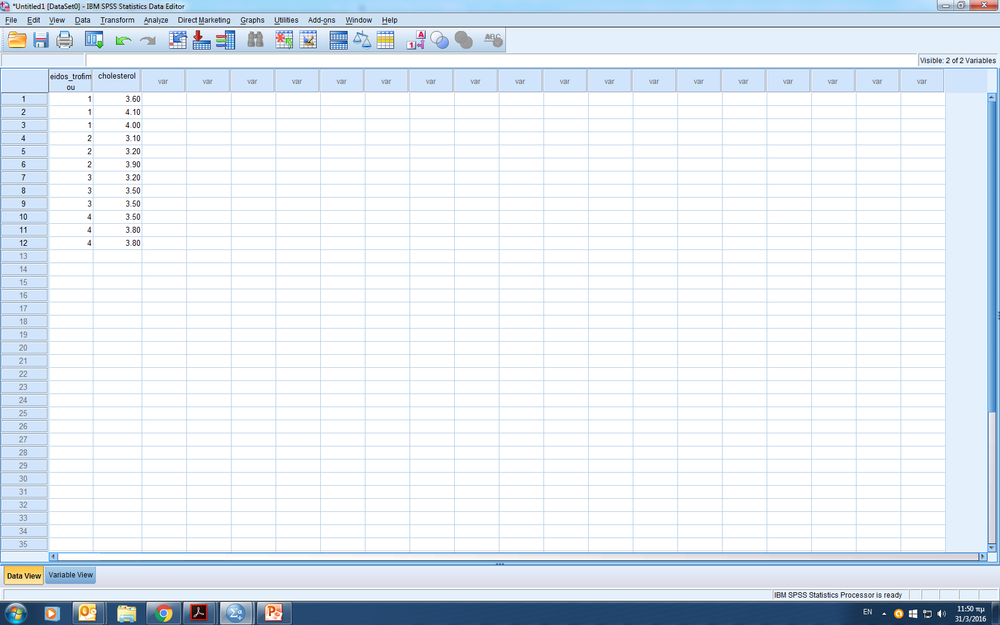 *Untitled1 [DataSet0] - IBM SPSS Statistics Data Editor
File Edit View Data Transform Analyze Direct Marketing Graphs Utilities Add-ons Window Help
A
1
ABC
Visible: 2 of 2 Variables
eidos_trofim
ou
cholesterol var var var var var var var var var var var var var var var var var var
1 1 3.60
2 1 4.10
3 1 4.00
4 2 3.10
5 2 3.20
6 2 3.90
7 3 3.20
8 3 3.50
9 3 3.50
10 4 3.50
11 4 3.80
12 4 3.80
13
14
15
16
17
18
19
20
21
22
23
24
25
26
27
28
29
30
31
32
33
34
35
Data View Variable View
IBM SPSS Statistics Processor is ready
EN
11:50 πμ
31/3/2016